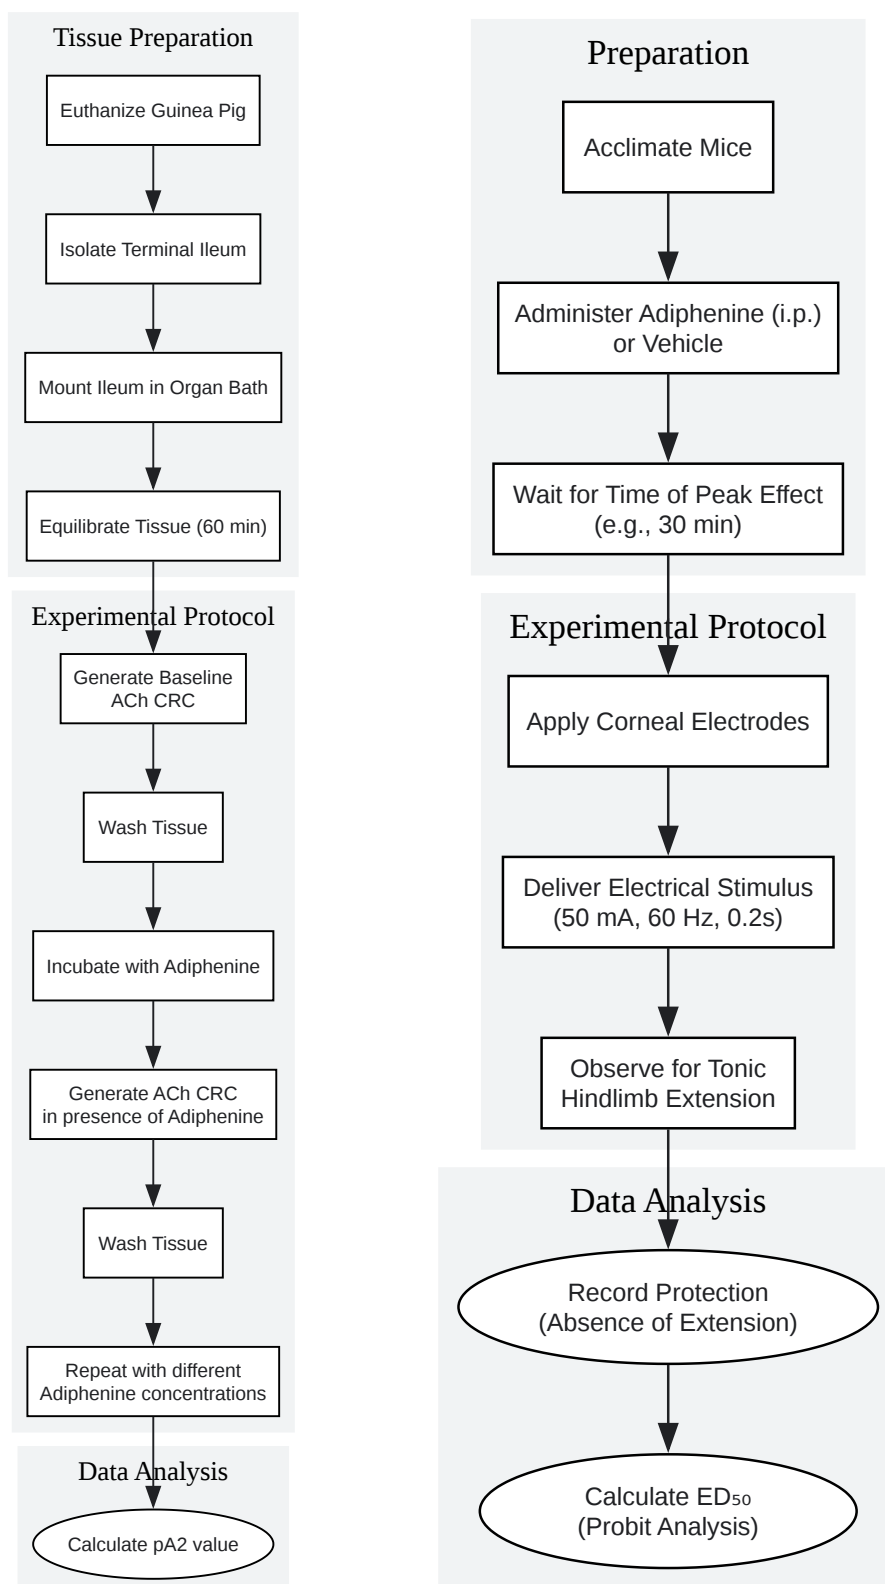 Tissue Preparation
Euthanize Guinea Pig
Isolate Terminal Ileum
Mount Ileum in Organ Bath
Equilibrate Tissue (60 min)
Experimental Protocol
Generate Baseline
ACh CRC
Wash Tissue
Incubate with Adiphenine
Generate ACh CRC
in presence of Adiphenine
Wash Tissue
Repeat with different
Adiphenine concentrations
Data Analysis
Calculate pA2 value
Preparation
Acclimate Mice
Administer Adiphenine (i.p.)
or Vehicle
Wait for Time of Peak Effect
(e.g., 30 min)
Experimental Protocol
Apply Corneal Electrodes
Deliver Electrical Stimulus
(50 mA, 60 Hz, 0.2s)
Observe for Tonic
Hindlimb Extension
Data Analysis
Record Protection
(Absence of Extension)
Calculate ED₅₀
(Probit Analysis)